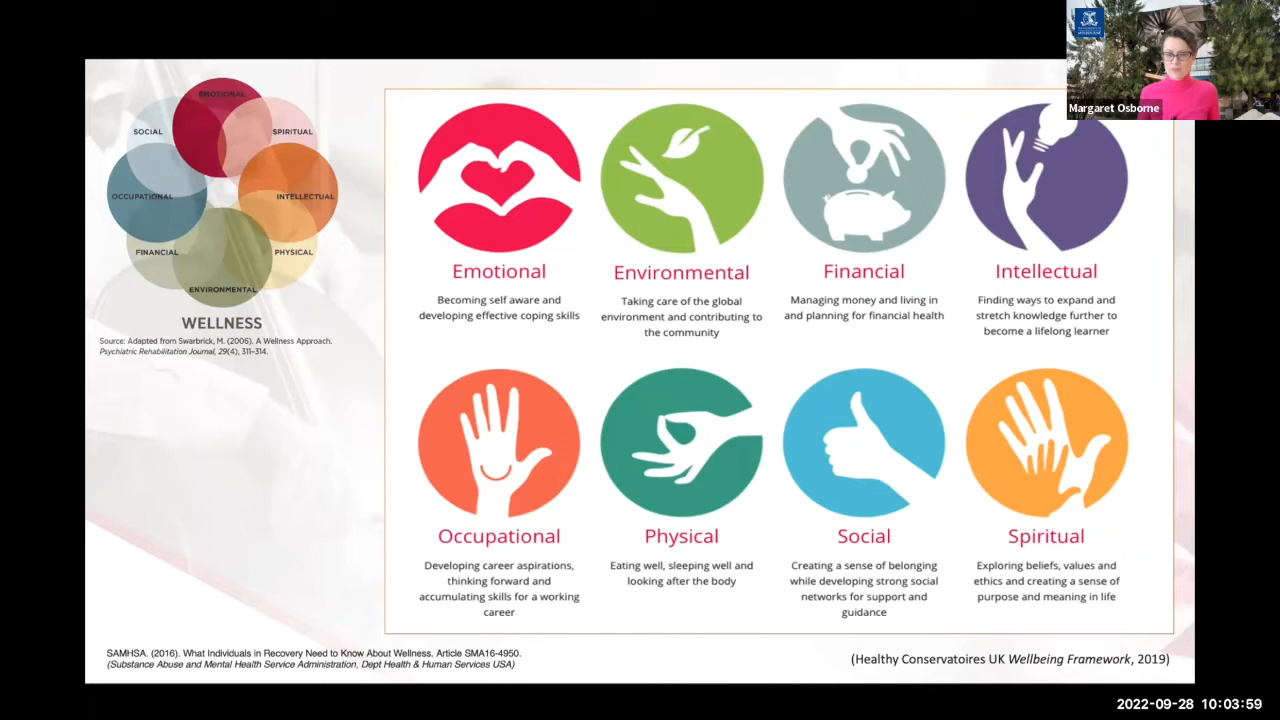 EMOTIONAL
SOCIAL
SPIRITUAL
OCCUPATIONAL
INTELLECTUAL
FINANCIAL
PHYSICAL
ENVIRONMENTAL
WELLNESS
Source: Adapted from Swarbrick, M. (2006). A Wellness Approach.
Psychiatric Rehabilitation Journal, 29(4), 311–314.
Emotional
Becoming self aware and
developing effective coping skills
Environmental
Taking care of the global
environment and contributing to
the community
Financial
Managing money and living in
and planning for financial health
Intellectual
Finding ways to expand and
stretch knowledge further to
become a lifelong learner
Occupational
Developing career aspirations,
thinking forward and
accumulating skills for a working
career
Physical
Eating well, sleeping well and
looking after the body
Social
Creating a sense of belonging
while developing strong social
networks for support and
guidance
Spiritual
Exploring beliefs, values and
ethics and creating a sense of
purpose and meaning in life
SAMHSA. (2016). What Individuals in Recovery Need to Know About Wellness. Article SMA16-4950.
(Substance Abuse and Mental Health Service Administration, Dept Health & Human Services USA)
(Healthy Conservatoires UK Wellbeing Framework, 2019)
MELBOURNE
Margaret Osborne
2022-09-28 10:03:59